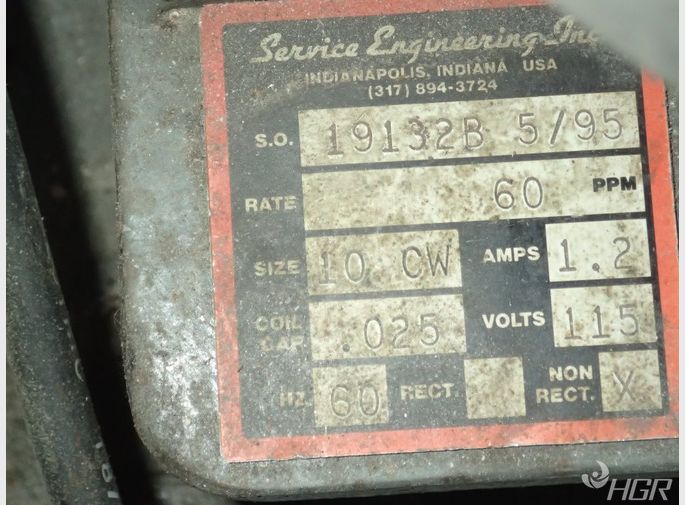 Service Engineering Inc
INDIANAPOLIS, INDIANA USA
(317) 894-3724
S.O. 19132B 5/95
RATE 60 PPM
SIZE 10 CW AMPS 1.2
COIL GAP .025 VOLTS 115
HZ. 60 RECT. NON RECT. X
HGR